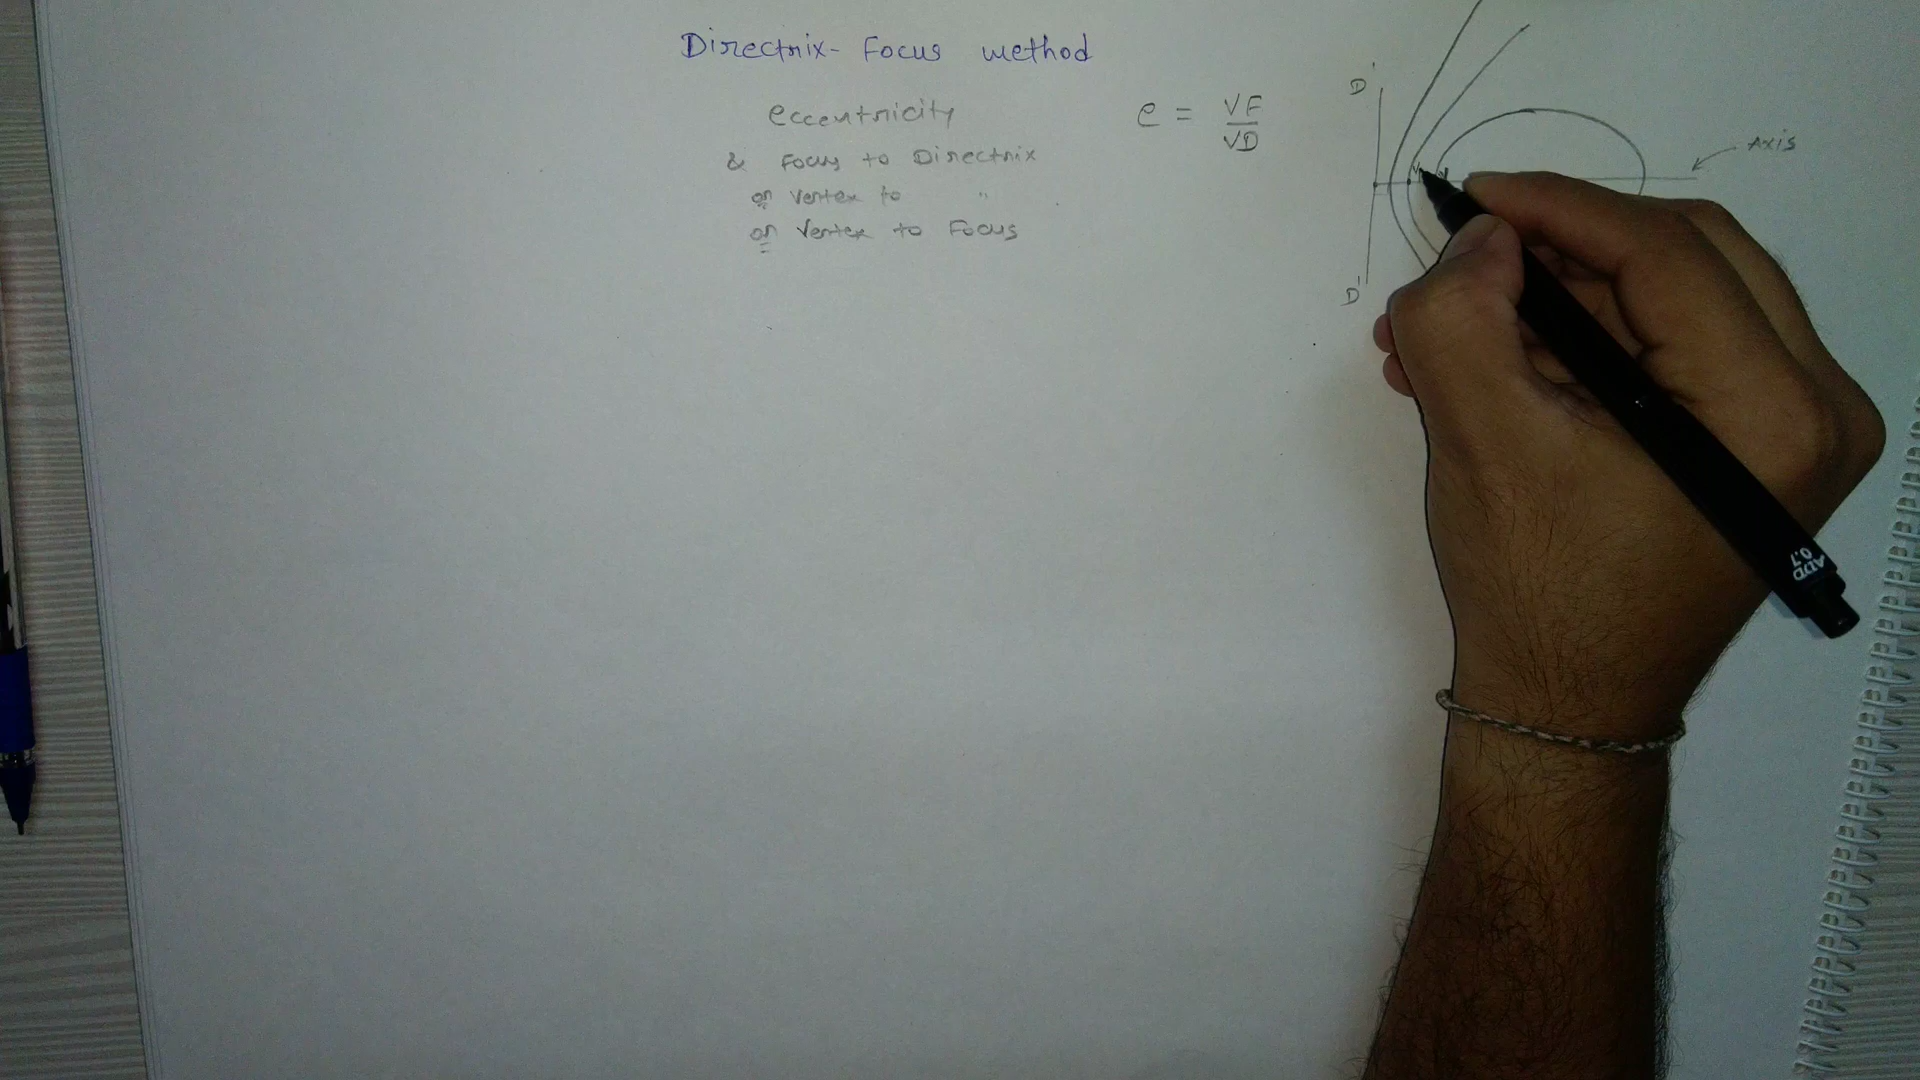 Directrix- Focus method
eccentricity
& Focus to Directrix
or Vertex to "
or Vertex to Focus
e = VF
VD
D'
Axis
D'
V
ADD
0.7